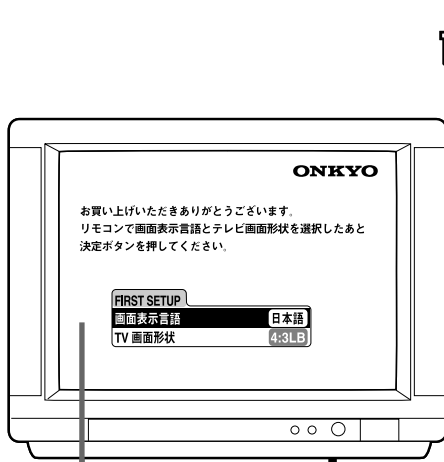 ONKYO
お買い上げいただきありがとうございます。
リモコンで画面表示言語とテレビ画面形状を選択したあと
決定ボタンを押してください。
FIRST SETUP
画面表示言語 日本語
TV 画面形状 4:3LB